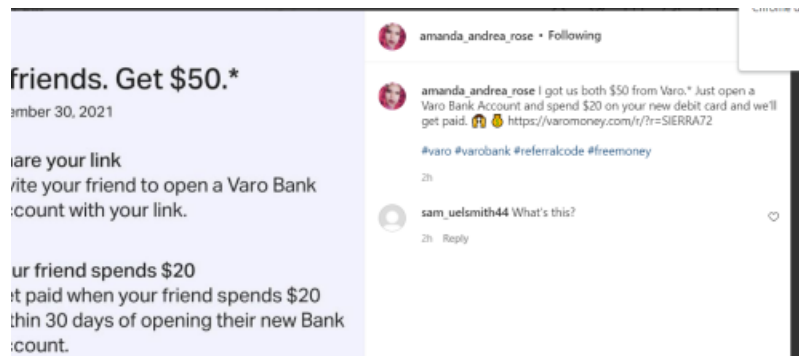 friends. Get $50.*
ember 30, 2021
are your link
vite your friend to open a Varo Bank
ccount with your link.
ur friend spends $20
et paid when your friend spends $20
thin 30 days of opening their new Bank
ccount.
amanda_andrea_rose • Following
amanda_andrea_rose I got us both $50 from Varo.* Just open a
Varo Bank Account and spend $20 on your new debit card and we'll
get paid. 🙆 💰 https://varomoney.com/r/?r=SIERRA72
#varo #varobank #referralcode #freemoney
2h
sam_uelsmith44 What's this?
2h Reply